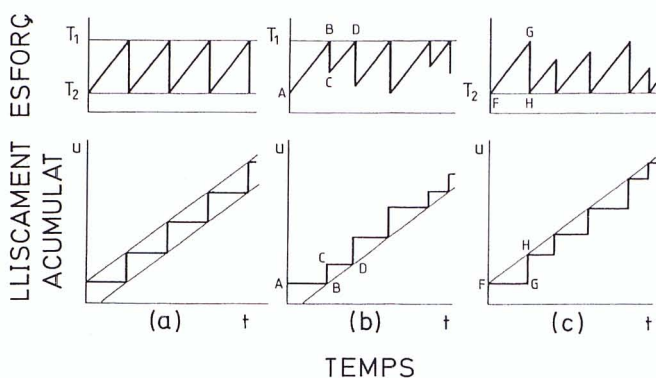 ESFORÇ
T1
T2
T1
B
D
A
C
G
T2
F
H
LLISCAMENT
ACUMULAT
u
u
C
A
B
D
u
H
F
G
(a)
t
(b)
t
(c)
t
TEMPS